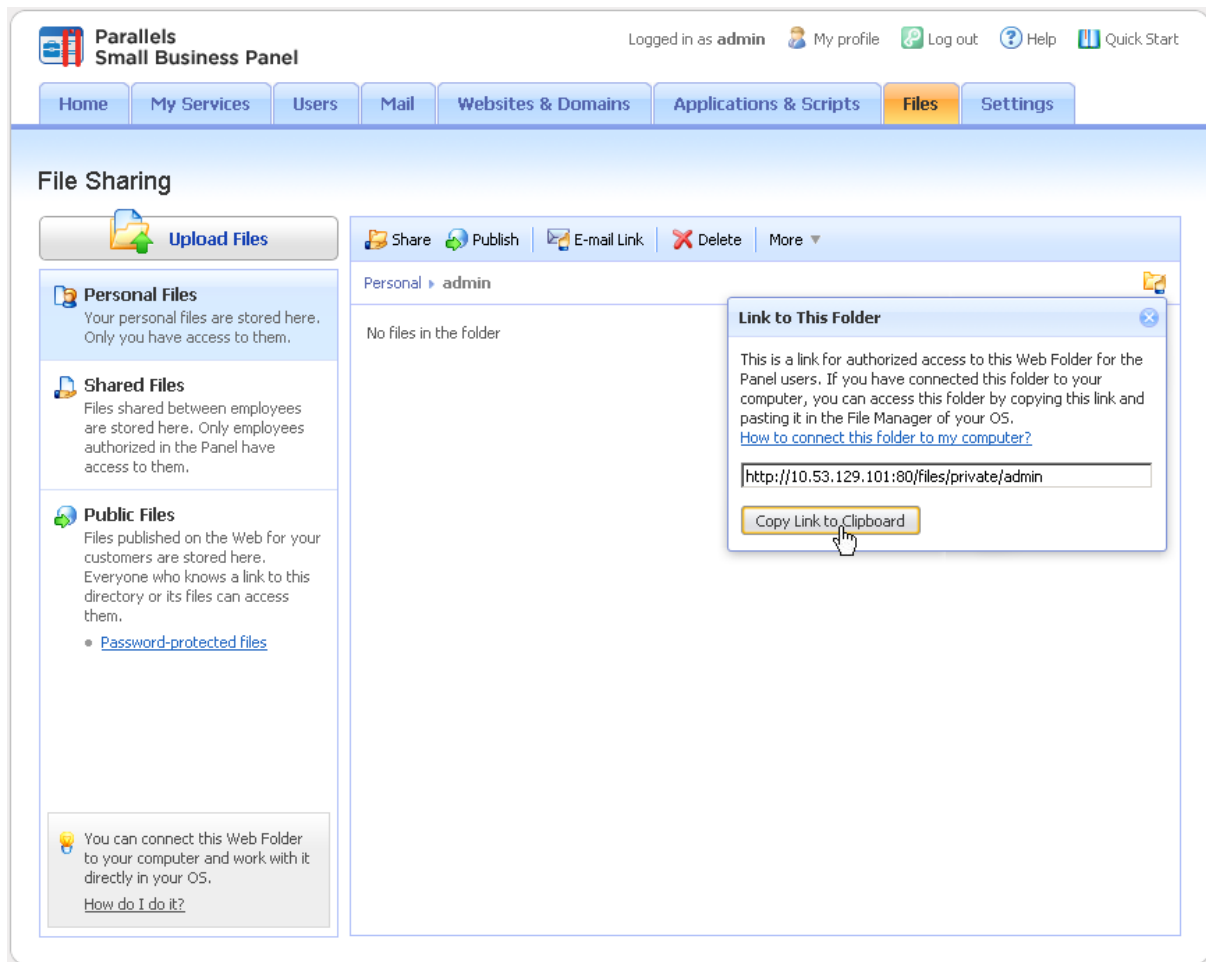 Parallels
Small Business Panel
Logged in as admin My profile Log out Help Quick Start
Home My Services Users Mail Websites & Domains Applications & Scripts Files Settings
File Sharing
Upload Files
Personal Files
Your personal files are stored here.
Only you have access to them.
Shared Files
Files shared between employees
are stored here. Only employees
authorized in the Panel have
access to them.
Public Files
Files published on the Web for your
customers are stored here.
Everyone who knows a link to this
directory or its files can access
them.
Password-protected files
You can connect this Web Folder
to your computer and work with it
directly in your OS.
How do I do it?
Share Publish E-mail Link Delete More
Personal admin
No files in the folder
Link to This Folder
This is a link for authorized access to this Web Folder for the
Panel users. If you have connected this folder to your
computer, you can access this folder by copying this link and
pasting it in the File Manager of your OS.
How to connect this folder to my computer?
http://10.53.129.101:80/files/private/admin
Copy Link to Clipboard